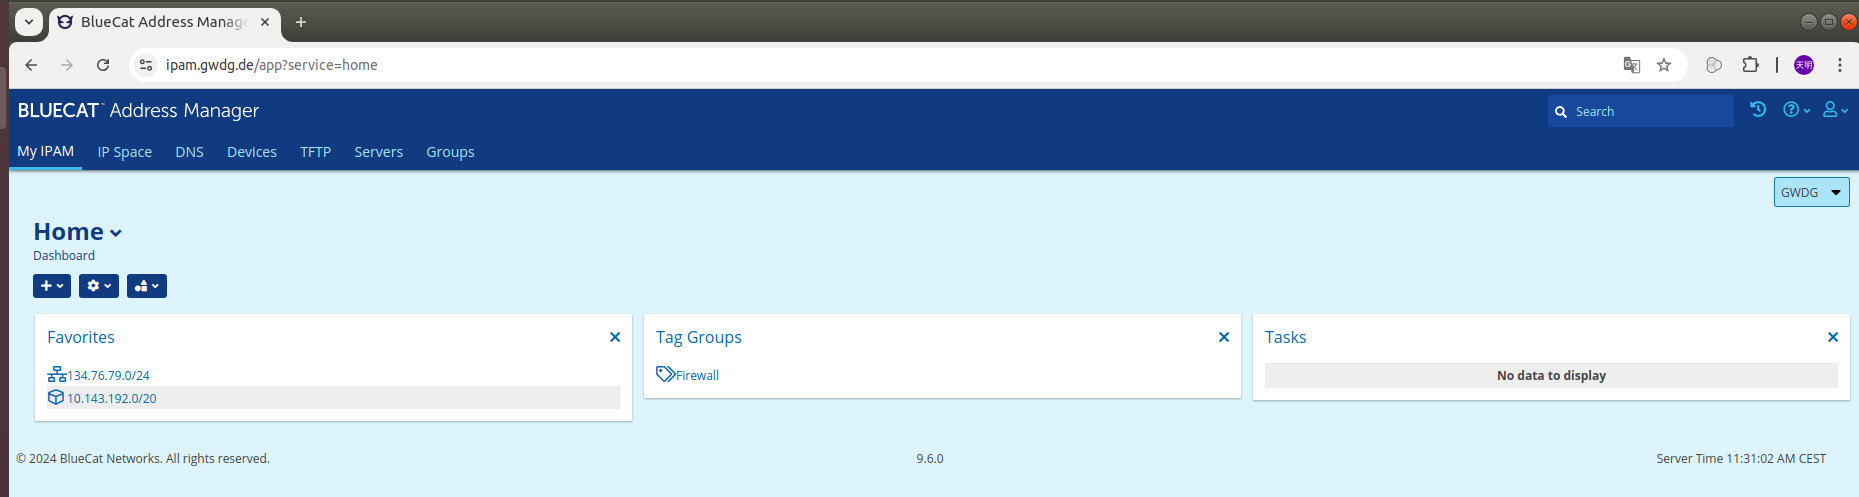 BlueCat Address Manage
ipam.gwdg.de/app?service=home
天明
BLUECAT™ Address Manager
Search
My IPAM IP Space DNS Devices TFTP Servers Groups
GWDG
Home
Dashboard
Favorites
134.76.79.0/24
10.143.192.0/20
Tag Groups
Firewall
Tasks
No data to display
© 2024 BlueCat Networks. All rights reserved. 9.6.0 Server Time 11:31:02 AM CEST